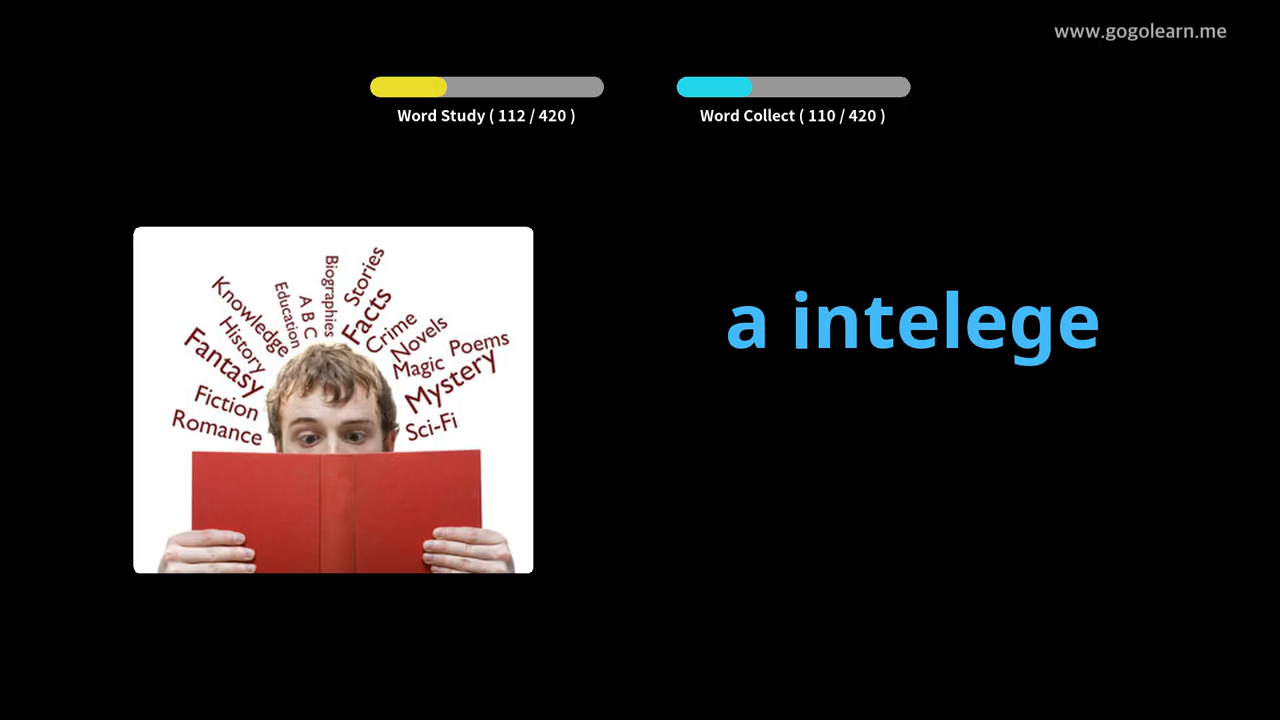 www.gogolearn.me
Word Study ( 112 / 420 )
Word Collect ( 110 / 420 )
a intelege
Biographies
Stories
Education
A B C
Facts
Knowledge
Crime
History
Novels
Fantasy
Magic
Poems
Mystery
Fiction
Romance
Sci-Fi